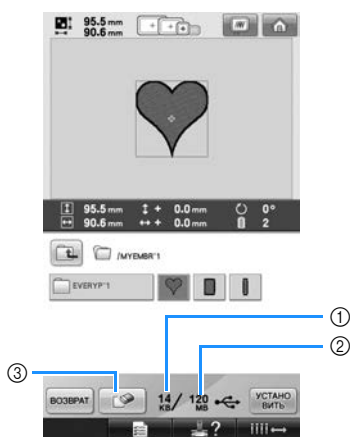 95.5 mm
90.6 mm
95.5 mm 0.0 mm 0°
90.6 mm 0.0 mm 2
/MYEMBR~1
EVERYP~1
①
②
③
ВОЗВРАТ 14 KB / 120 MB УСТАНО
ВИТЬ
?